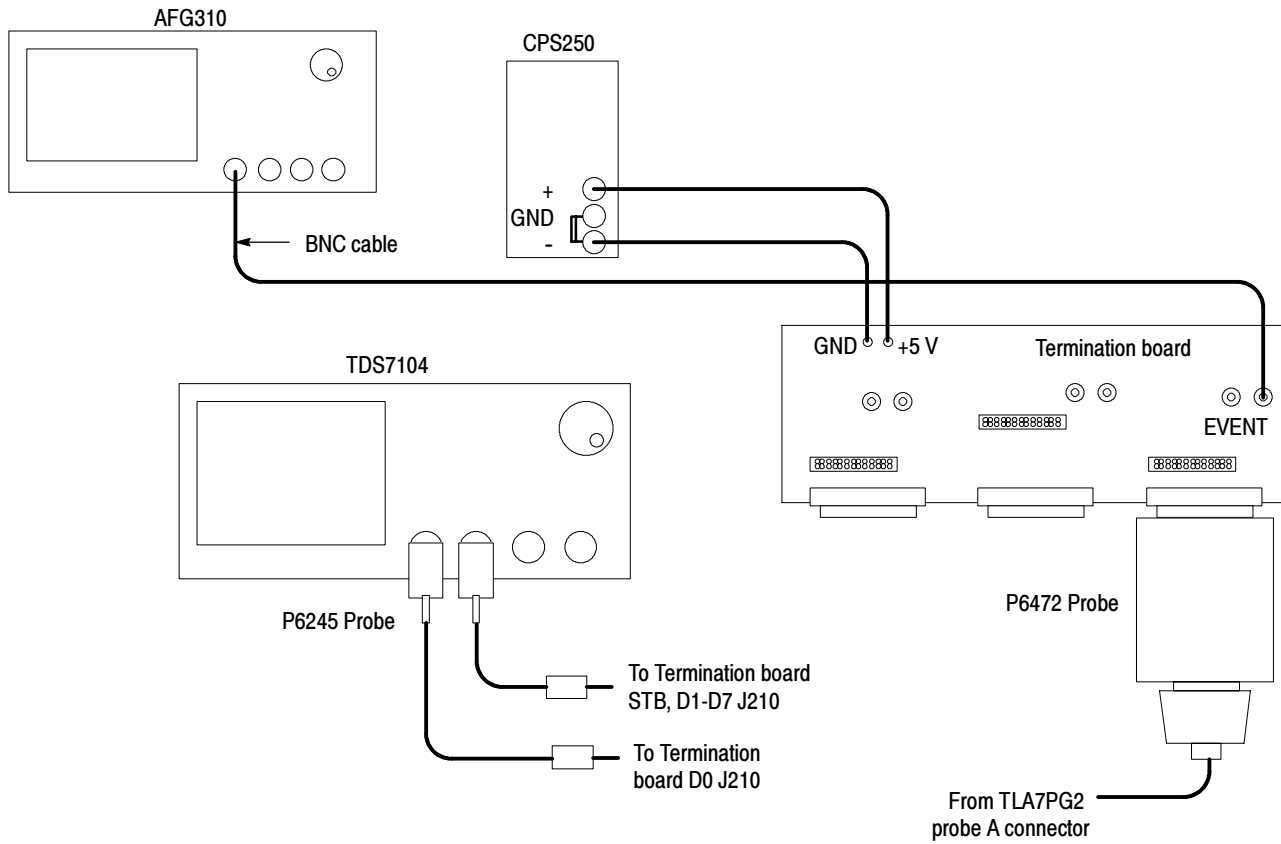 AFG310
CPS250
+
GND
-
BNC cable
GND
+5 V
Termination board
EVENT
TDS7104
P6245 Probe
P6472 Probe
To Termination board
STB, D1-D7 J210
To Termination
board D0 J210
From TLA7PG2
probe A connector